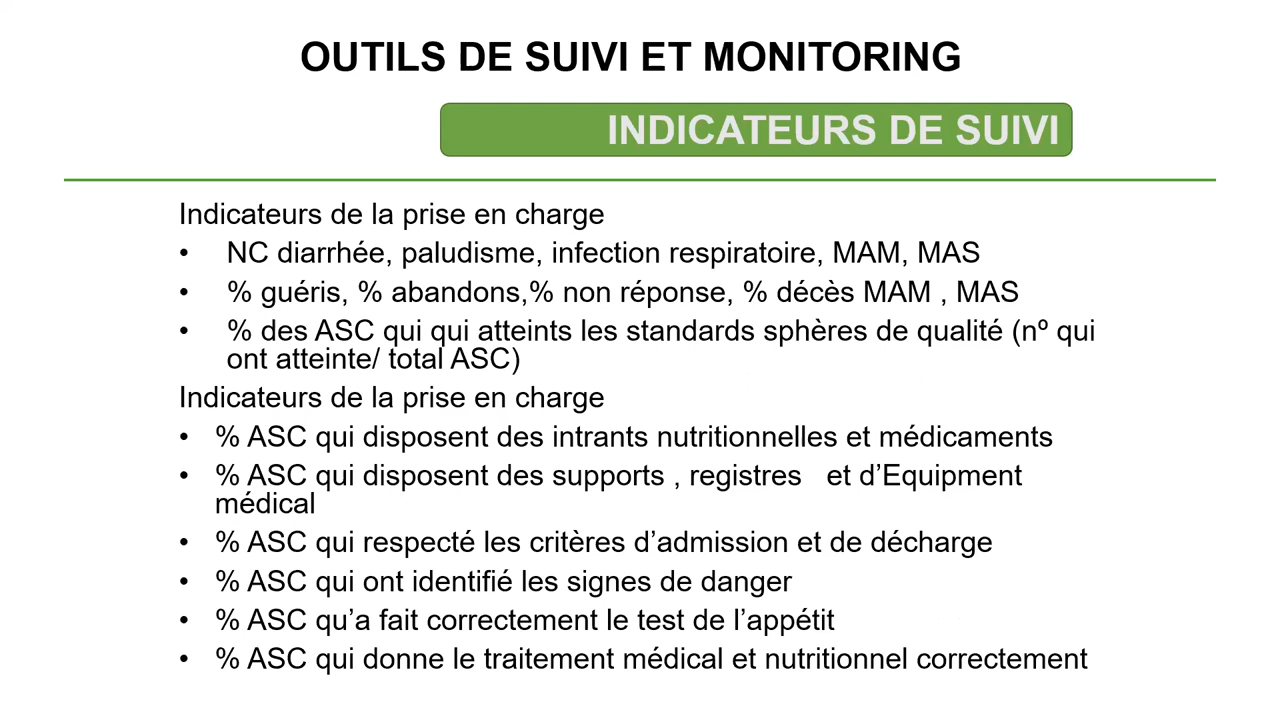 OUTILS DE SUIVI ET MONITORING
INDICATEURS DE SUIVI
Indicateurs de la prise en charge
• NC diarrhée, paludisme, infection respiratoire, MAM, MAS
• % guéris, % abandons,% non réponse, % décès MAM , MAS
• % des ASC qui qui atteints les standards sphères de qualité (nº qui
ont atteinte/ total ASC)
Indicateurs de la prise en charge
• % ASC qui disposent des intrants nutritionnelles et médicaments
• % ASC qui disposent des supports , registres et d’Equipment
médical
• % ASC qui respecté les critères d’admission et de décharge
• % ASC qui ont identifié les signes de danger
• % ASC qu’a fait correctement le test de l’appétit
• % ASC qui donne le traitement médical et nutritionnel correctement